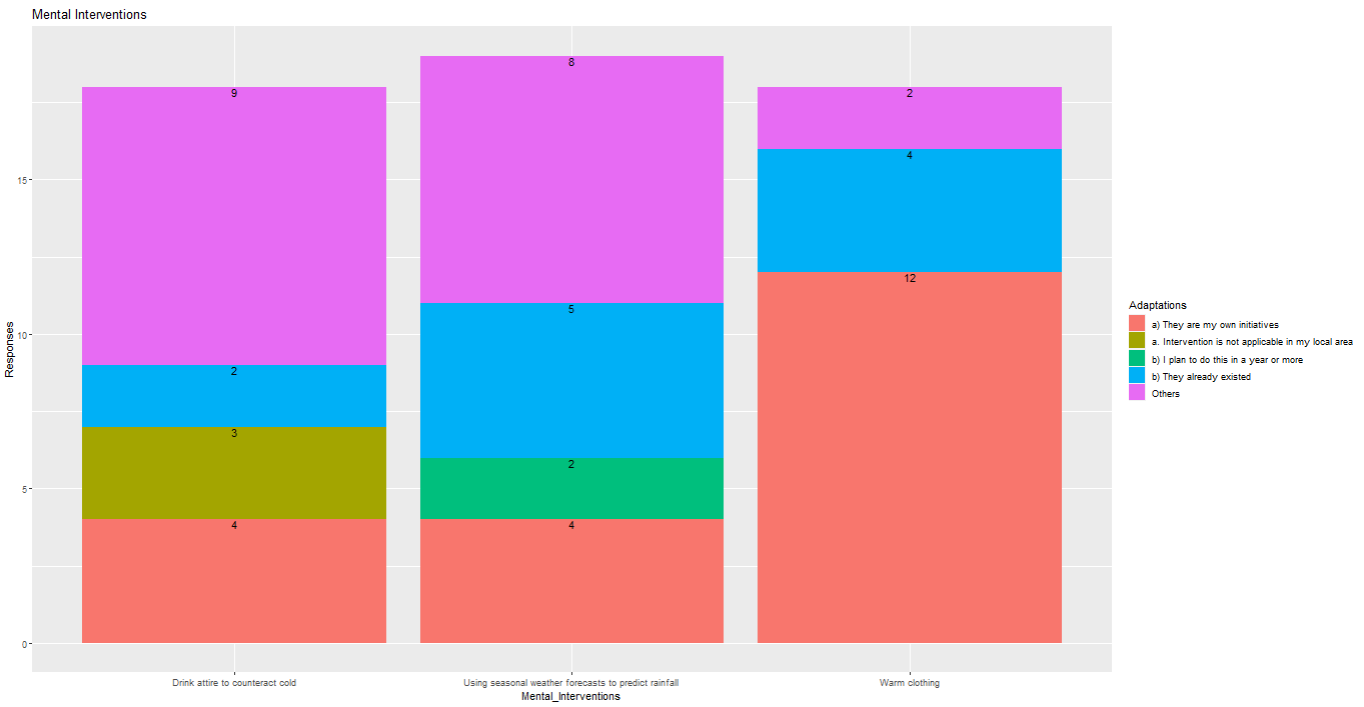 Mental Interventions
9
8
2
4
15
2
5
12
10
3
2
4
4
5
0
Responses
Drink attire to counteract cold
Using seasonal weather forecasts to predict rainfall
Warm clothing
Mental_Interventions
Adaptations
a) They are my own initiatives
a. Intervention is not applicable in my local area
b) I plan to do this in a year or more
b) They already existed
Others